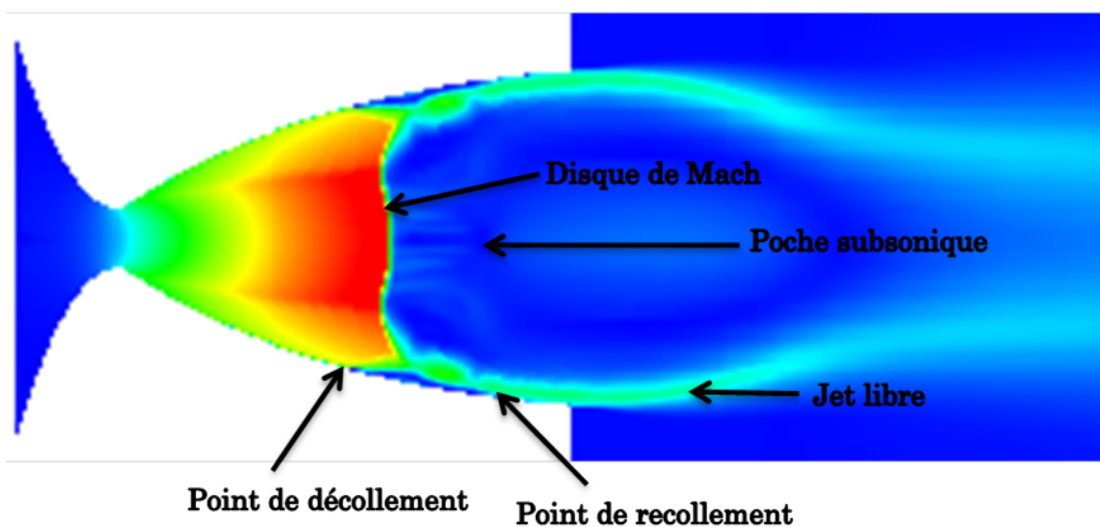 Disque de Mach
Poche subsonique
Jet libre
Point de décollement
Point de recollement